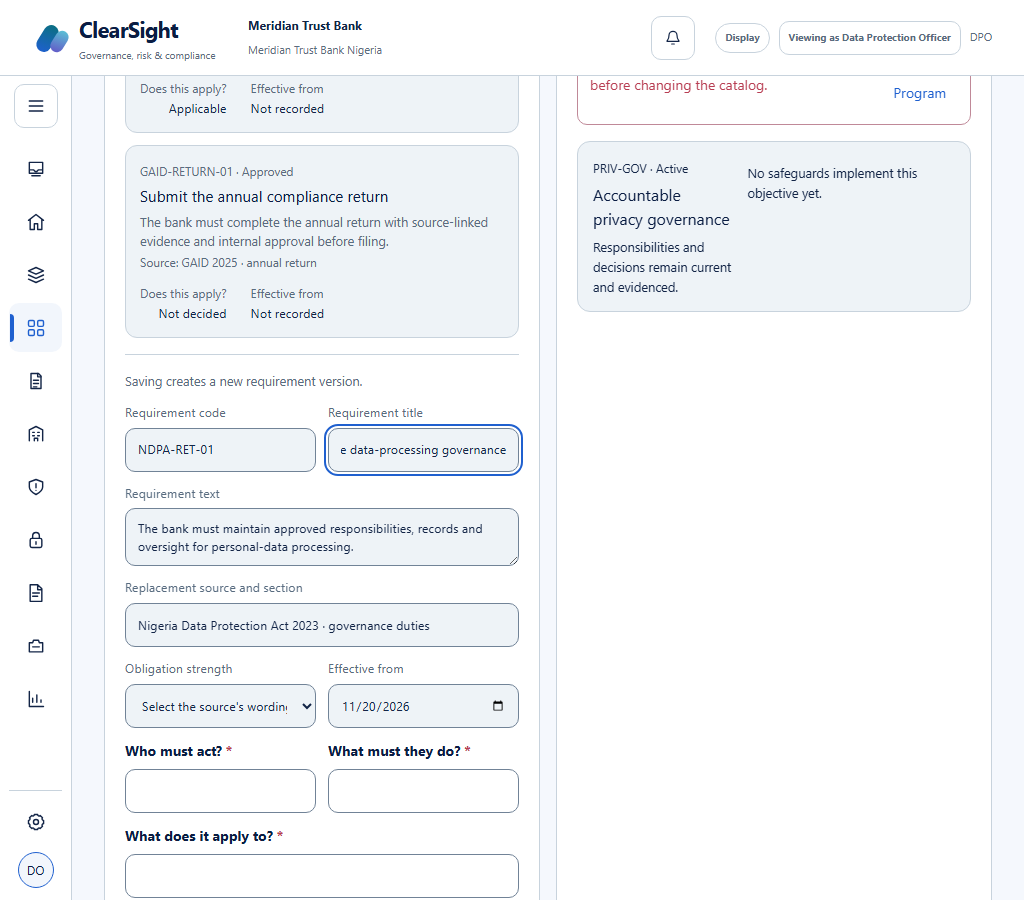 ClearSight
Governance, risk & compliance
Meridian Trust Bank
Meridian Trust Bank Nigeria
Display
Viewing as Data Protection Officer
DPO
Does this apply?
Effective from
Applicable
Not recorded
GAID-RETURN-01 · Approved
Submit the annual compliance return
The bank must complete the annual return with source-linked
evidence and internal approval before filing.
Source: GAID 2025 · annual return
Does this apply?
Effective from
Not decided
Not recorded
Saving creates a new requirement version.
Requirement code
Requirement title
NDPA-RET-01
e data-processing governance
Requirement text
The bank must maintain approved responsibilities, records and
oversight for personal-data processing.
Replacement source and section
Nigeria Data Protection Act 2023 · governance duties
Obligation strength
Effective from
Select the source's wording
11/20/2026
Who must act? *
What must they do? *
What does it apply to? *
before changing the catalog.
Program
PRIV-GOV · Active
Accountable
privacy governance
Responsibilities and
decisions remain current
and evidenced.
No safeguards implement this
objective yet.
DO